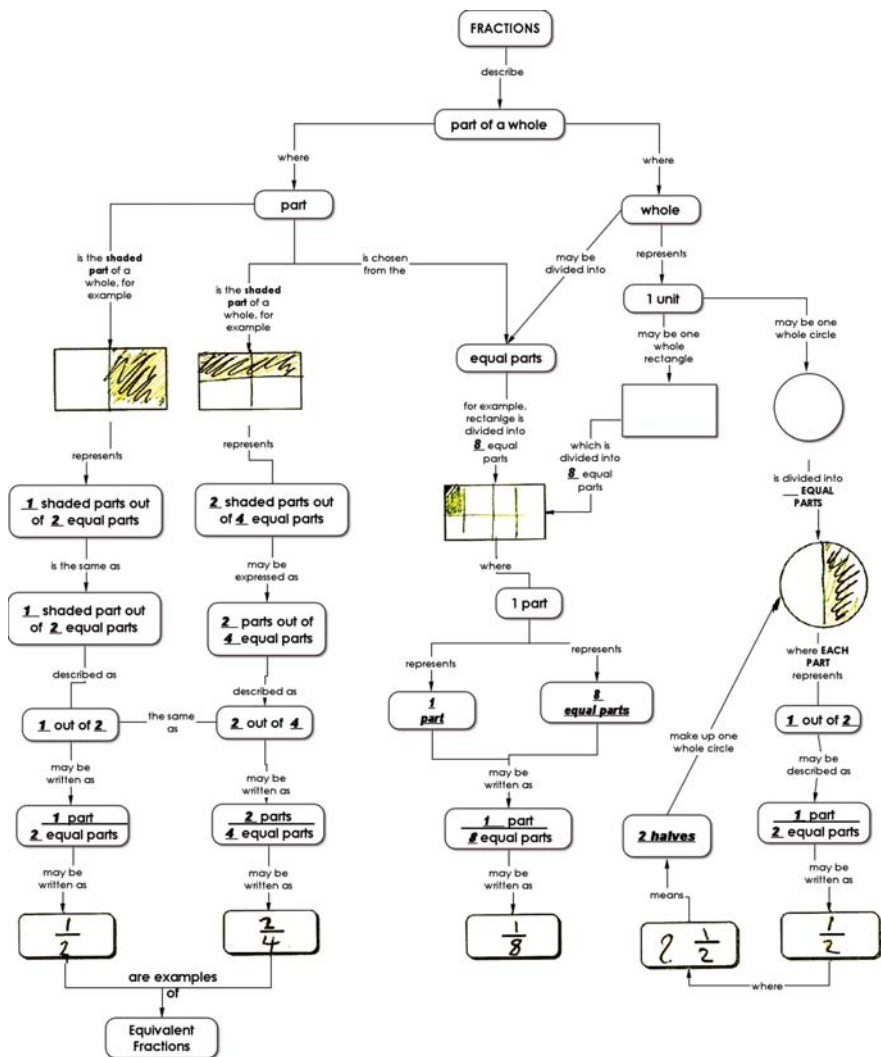 FRACTIONS
describe
part of a whole
where
where
part
whole
is the shaded
part of a
whole, for
example
is the shaded
part of a
whole, for
example
is chosen
from the
may be
divided into
represents
1 unit
may be one
whole
rectangle
may be one
whole circle
equal parts
for example,
rectanlge is
divided into
8 equal
parts
which is
divided into
8 equal
parts
is divided into
___ EQUAL
PARTS
represents
represents
1 shaded parts out
of 2 equal parts
2 shaded parts out
of 4 equal parts
is the same as
may be
expressed as
where
1 shaded part out
of 2 equal parts
2 parts out of
4 equal parts
1 part
where EACH
PART
represents
described as
described as
represents
represents
1
part
8
equal parts
1 out of 2
the same
as
2 out of 4
1 out of 2
make up one
whole circle
may be
written as
may be
written as
may be
written as
may be
described as
1 part
2 equal parts
2 parts
4 equal parts
1 part
8 equal parts
2 halves
1 part
2 equal parts
may be
written as
may be
written as
may be
written as
means
may be
written as
1
2
2
4
1
8
2 1
2
1
2
where
are examples
of
Equivalent
Fractions